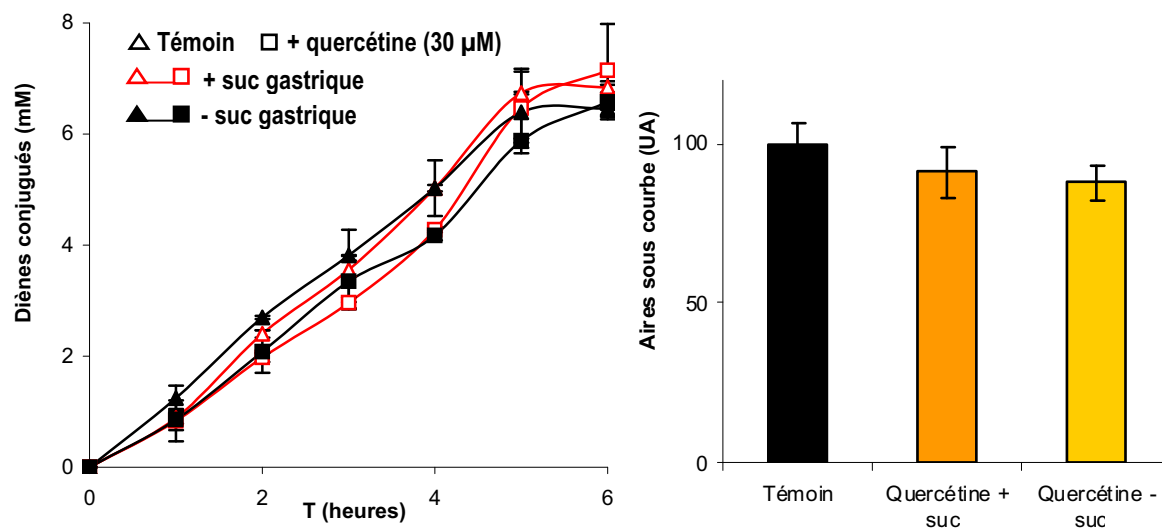 8
6
4
2
0
Diènes conjugués (mM)
Témoin + quercétine (30 µM)
+ suc gastrique
- suc gastrique
0 2 4 6
T (heures)
100
50
0
Aires sous courbe (UA)
Témoin
Quercétine +
suc
Quercétine -
suc